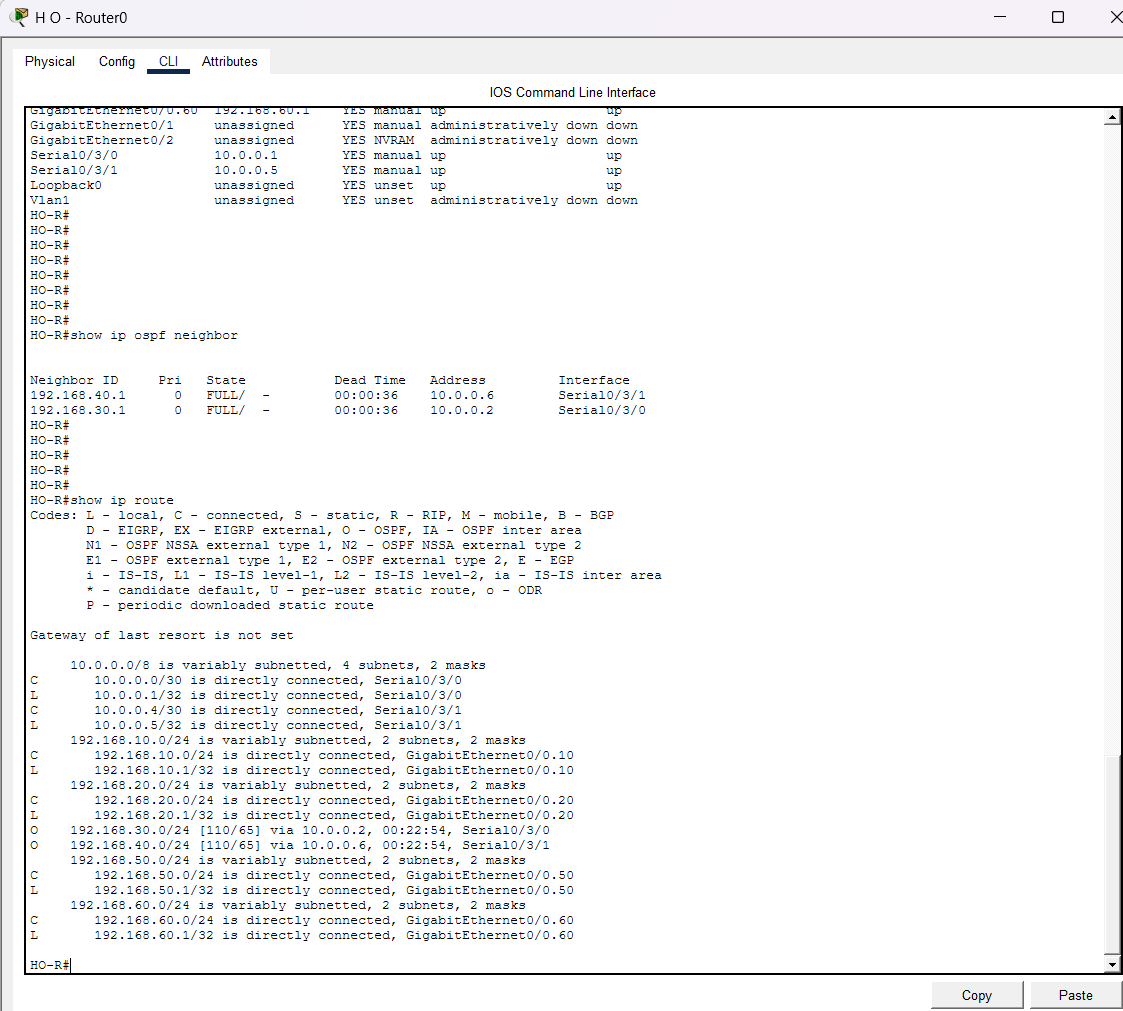 H O - Router0
Physical Config CLI Attributes
IOS Command Line Interface
GigabitEthernet0/0.60 192.168.60.1 YES manual up up
GigabitEthernet0/1 unassigned YES manual administratively down down
GigabitEthernet0/2 unassigned YES NVRAM administratively down down
Serial0/3/0 10.0.0.1 YES manual up up
Serial0/3/1 10.0.0.5 YES manual up up
Loopback0 unassigned YES unset up up
Vlan1 unassigned YES unset administratively down down
HO-R#
HO-R#
HO-R#
HO-R#
HO-R#
HO-R#
HO-R#
HO-R#
HO-R#show ip ospf neighbor
Neighbor ID Pri State Dead Time Address Interface
192.168.40.1 0 FULL/ - 00:00:36 10.0.0.6 Serial0/3/1
192.168.30.1 0 FULL/ - 00:00:36 10.0.0.2 Serial0/3/0
HO-R#
HO-R#
HO-R#
HO-R#
HO-R#
HO-R#show ip route
Codes: L - local, C - connected, S - static, R - RIP, M - mobile, B - BGP
D - EIGRP, EX - EIGRP external, O - OSPF, IA - OSPF inter area
N1 - OSPF NSSA external type 1, N2 - OSPF NSSA external type 2
E1 - OSPF external type 1, E2 - OSPF external type 2, E - EGP
i - IS-IS, L1 - IS-IS level-1, L2 - IS-IS level-2, ia - IS-IS inter area
* - candidate default, U - per-user static route, o - ODR
P - periodic downloaded static route
Gateway of last resort is not set
10.0.0.0/8 is variably subnetted, 4 subnets, 2 masks
C 10.0.0.0/30 is directly connected, Serial0/3/0
L 10.0.0.1/32 is directly connected, Serial0/3/0
C 10.0.0.4/30 is directly connected, Serial0/3/1
L 10.0.0.5/32 is directly connected, Serial0/3/1
192.168.10.0/24 is variably subnetted, 2 subnets, 2 masks
C 192.168.10.0/24 is directly connected, GigabitEthernet0/0.10
L 192.168.10.1/32 is directly connected, GigabitEthernet0/0.10
192.168.20.0/24 is variably subnetted, 2 subnets, 2 masks
C 192.168.20.0/24 is directly connected, GigabitEthernet0/0.20
L 192.168.20.1/32 is directly connected, GigabitEthernet0/0.20
O 192.168.30.0/24 [110/65] via 10.0.0.2, 00:22:54, Serial0/3/0
O 192.168.40.0/24 [110/65] via 10.0.0.6, 00:22:54, Serial0/3/1
192.168.50.0/24 is variably subnetted, 2 subnets, 2 masks
C 192.168.50.0/24 is directly connected, GigabitEthernet0/0.50
L 192.168.50.1/32 is directly connected, GigabitEthernet0/0.50
192.168.60.0/24 is variably subnetted, 2 subnets, 2 masks
C 192.168.60.0/24 is directly connected, GigabitEthernet0/0.60
L 192.168.60.1/32 is directly connected, GigabitEthernet0/0.60
HO-R#
Copy Paste